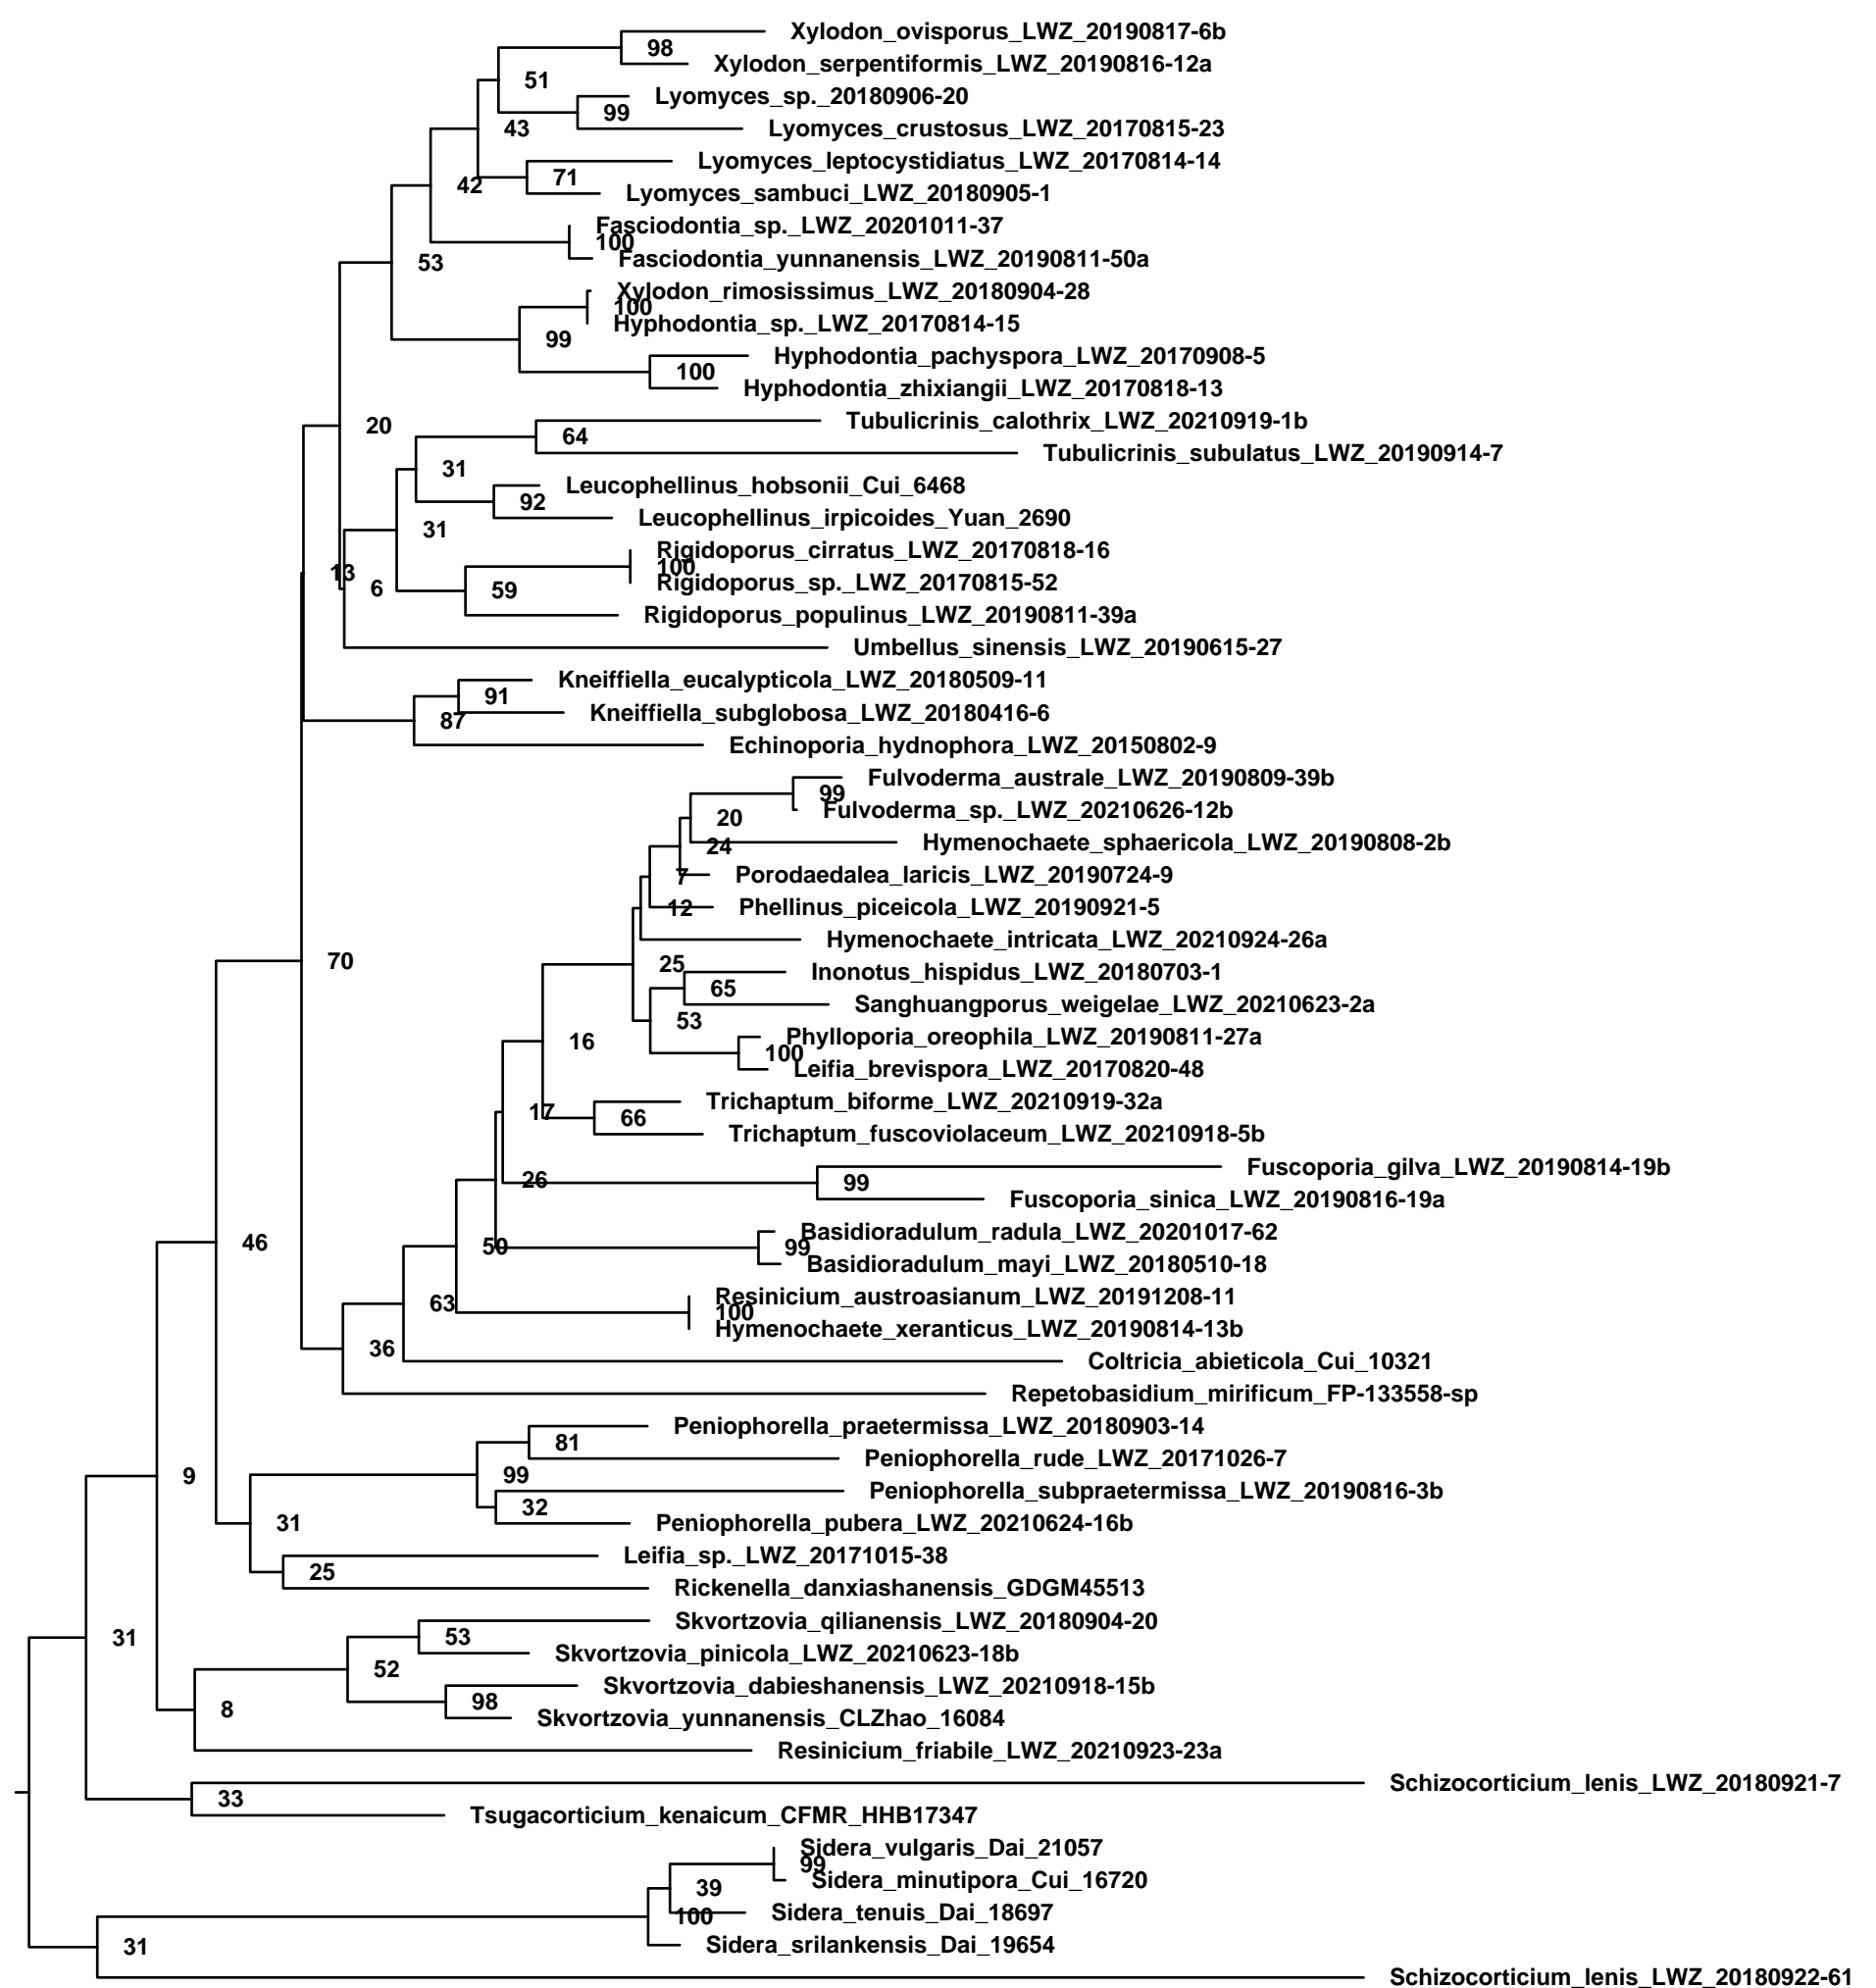 Xylodon_ovisporus_LWZ_20190817-6b
98
Xylodon_serpentiformis_LWZ_20190816-12a
51
Lyomyces_sp._20180906-20
99
Lyomyces_crustosus_LWZ_20170815-23
43
Lyomyces_leptocystidiatus_LWZ_20170814-14
71
42
Lyomyces_sambuci_LWZ_20180905-1
Fasciodontia_sp._LWZ_20201011-37
100
Fasciodontia_yunnanensis_LWZ_20190811-50a
53
Xylodon_rimosissimus_LWZ_20180904-28
100
Hyphodontia_sp._LWZ_20170814-15
99
Hyphodontia_pachyspora_LWZ_20170908-5
100
Hyphodontia_zhixiangii_LWZ_20170818-13
Tubulicrinis_calothrix_LWZ_20210919-1b
20
64
Tubulicrinis_subulatus_LWZ_20190914-7
31
Leucophellinus_hobsonii_Cui_6468
92
Leucophellinus_irpicoides_Yuan_2690
31
Rigidoporus_cirratus_LWZ_20170818-16
100
13
Rigidoporus_sp._LWZ_20170815-52
6
59
Rigidoporus_populinus_LWZ_20190811-39a
Umbellus_sinensis_LWZ_20190615-27
Kneiffiella_eucalypticola_LWZ_20180509-11
91
Kneiffiella_subglobosa_LWZ_20180416-6
87
Echinoporia_hydnophora_LWZ_20150802-9
Fulvoderma_australe_LWZ_20190809-39b
99
Fulvoderma_sp._LWZ_20210626-12b
20
Hymenochaete_sphaericola_LWZ_20190808-2b
24
Porodaedalea_laricis_LWZ_20190724-9
7
Phellinus_piceicola_LWZ_20190921-5
12
Hymenochaete_intricata_LWZ_20210924-26a
70
25
Inonotus_hispidus_LWZ_20180703-1
65
Sanghuangporus_weigelae_LWZ_20210623-2a
53
Phylloporia_oreophila_LWZ_20190811-27a
16
100
Leifia_brevispora_LWZ_20170820-48
Trichaptum_biforme_LWZ_20210919-32a
17
66
Trichaptum_fuscoviolaceum_LWZ_20210918-5b
Fuscoporia_gilva_LWZ_20190814-19b
26
99
Fuscoporia_sinica_LWZ_20190816-19a
Basidioradulum_radula_LWZ_20201017-62
46
50
99
Basidioradulum_mayi_LWZ_20180510-18
Resinicium_austroasianum_LWZ_20191208-11
63
100
Hymenochaete_xeranticus_LWZ_20190814-13b
36
Coltricia_abieticola_Cui_10321
Repetobasidium_mirificum_FP-133558-sp
Peniophorella_praetermissa_LWZ_20180903-14
81
Peniophorella_rude_LWZ_20171026-7
9
99
Peniophorella_subpraetermissa_LWZ_20190816-3b
32
Peniophorella_pubera_LWZ_20210624-16b
31
Leifia_sp._LWZ_20171015-38
25
Rickenella_danxiashanensis_GDGM45513
Skvortzovia_qilianensis_LWZ_20180904-20
31
53
Skvortzovia_pinicola_LWZ_20210623-18b
52
Skvortzovia_dabieshanensis_LWZ_20210918-15b
98
8
Skvortzovia_yunnanensis_CLZhao_16084
Resinicium_friabile_LWZ_20210923-23a
Schizocorticium_lenis_LWZ_20180921-7
33
Tsugacorticium_kenaicum_CFMR_HHB17347
Sidera_vulgaris_Dai_21057
99
Sidera_minutipora_Cui_16720
39
Sidera_tenuis_Dai_18697
100
Sidera_srilankensis_Dai_19654
31
Schizocorticium_lenis_LWZ_20180922-61